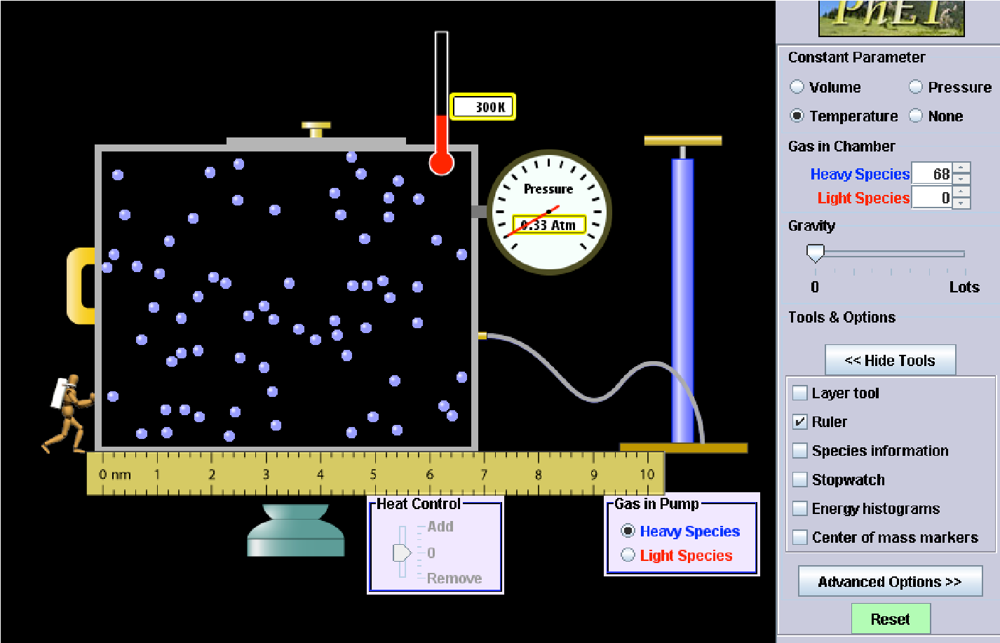 PhET
Constant Parameter
Volume Pressure
Temperature None
300K
Gas in Chamber
Heavy Species 68
Light Species 0
Pressure
0.33 Atm
Gravity
0 Lots
Tools & Options
<< Hide Tools
Layer tool
Ruler
Species information
Stopwatch
Energy histograms
Center of mass markers
0 nm 1 2 3 4 5 6 7 8 9 10
Heat Control
Add
0
Remove
Gas in Pump
Heavy Species
Light Species
Advanced Options >>
Reset